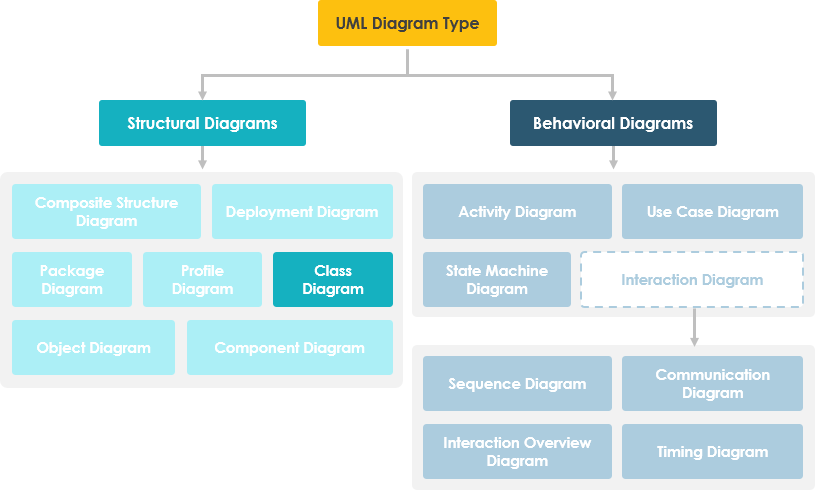 UML Diagram Type
Structural Diagrams
Behavioral Diagrams
Composite Structure
Diagram
Deployment Diagram
Package
Diagram
Profile
Diagram
Class
Diagram
Object Diagram
Component Diagram
Activity Diagram
Use Case Diagram
State Machine
Diagram
Interaction Diagram
Sequence Diagram
Communication
Diagram
Interaction Overview
Diagram
Timing Diagram